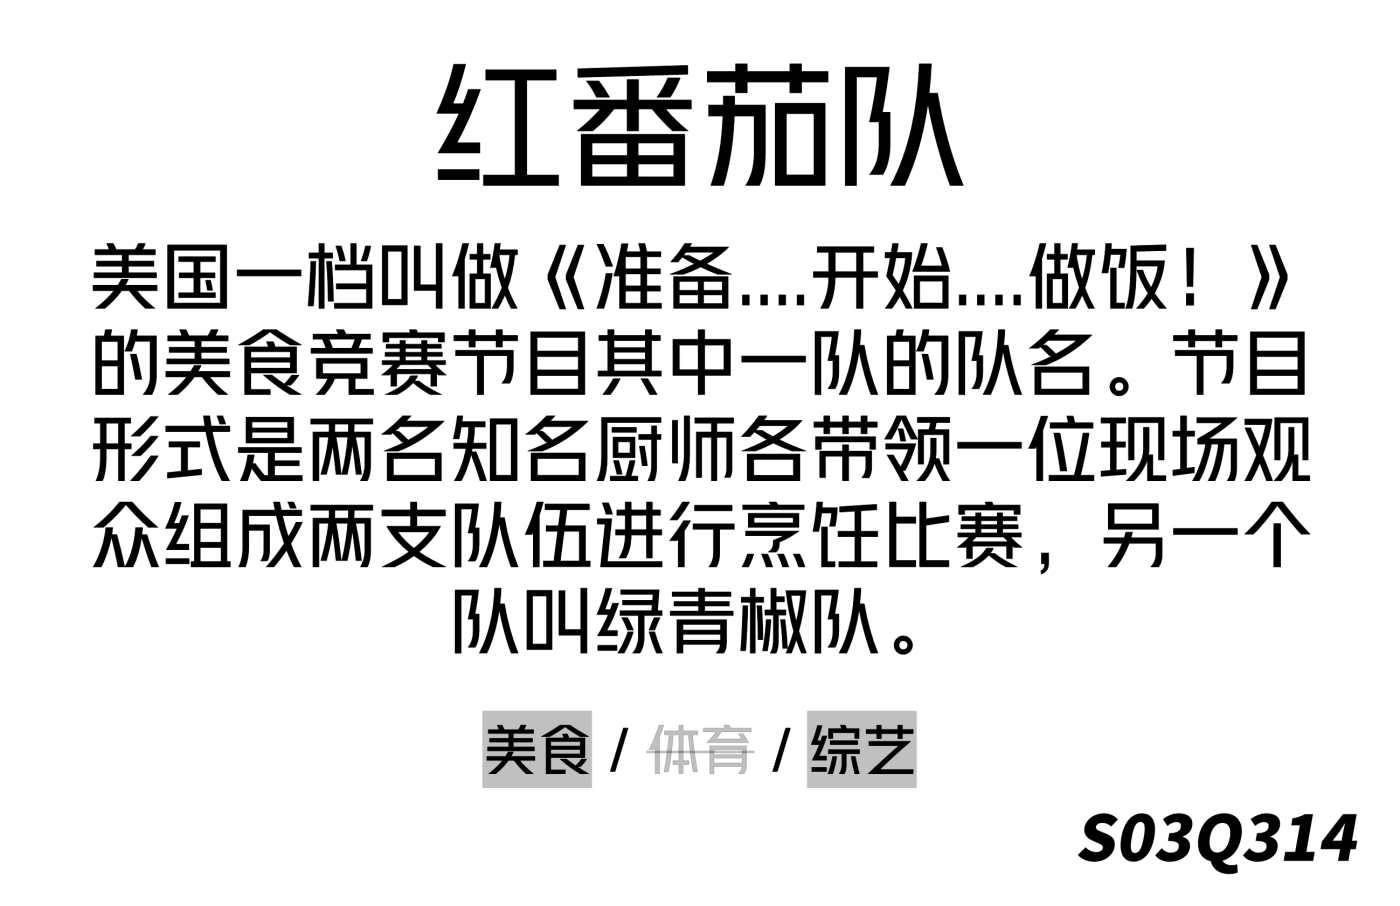 红番茄队
美国一档叫做《准备....开始....做饭！》
的美食竞赛节目其中一队的队名。节目
形式是两名知名厨师各带领一位现场观
众组成两支队伍进行烹饪比赛，另一个
队叫绿青椒队。
美食 / 体育 / 综艺
S03Q314